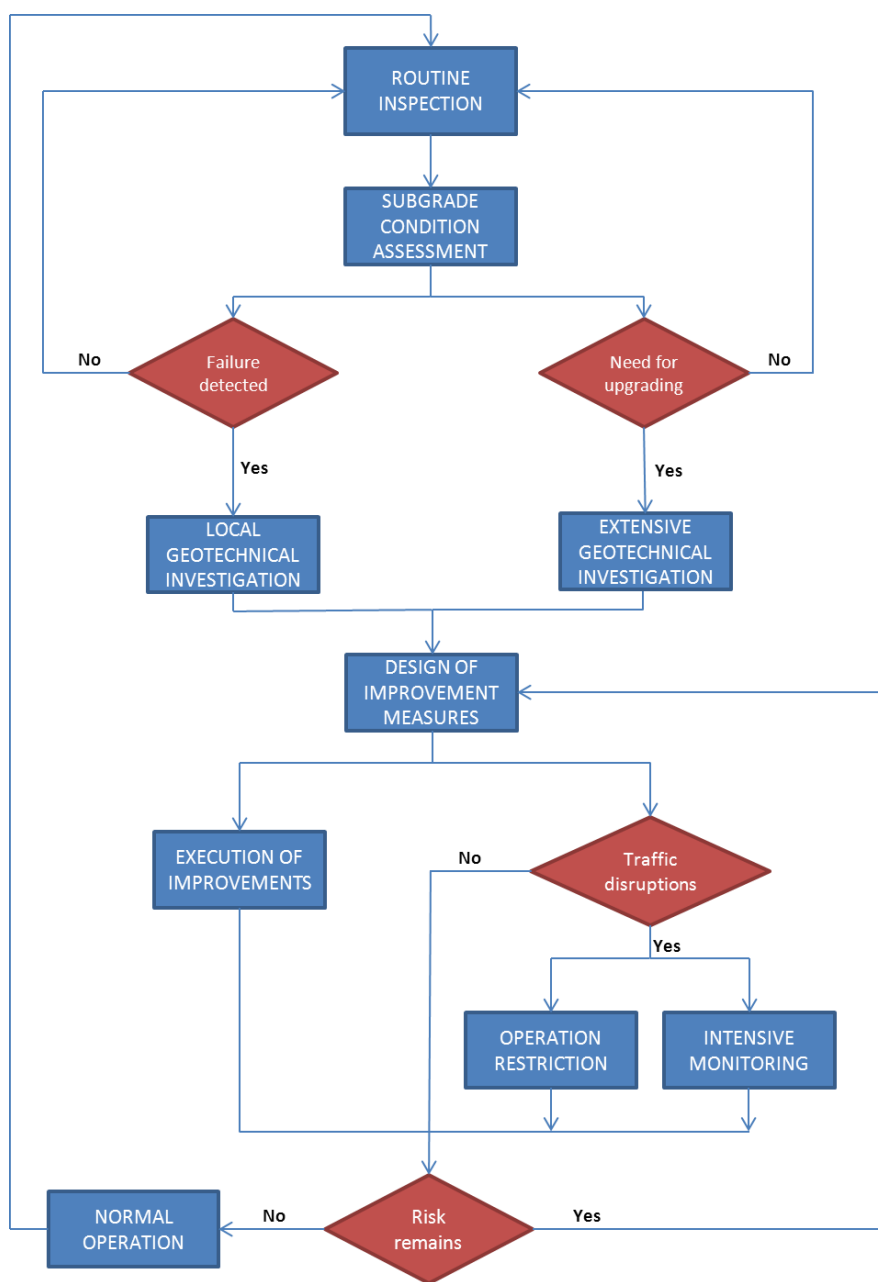 ROUTINE
INSPECTION
SUBGRADE
CONDITION
ASSESSMENT
No
Failure
detected
Need for
upgrading
No
Yes
Yes
LOCAL
GEOTECHNICAL
INVESTIGATION
EXTENSIVE
GEOTECHNICAL
INVESTIGATION
DESIGN OF
IMPROVEMENT
MEASURES
EXECUTION OF
IMPROVEMENTS
No
Traffic
disruptions
Yes
OPERATION
RESTRICTION
INTENSIVE
MONITORING
NORMAL
OPERATION
No
Risk
remains
Yes